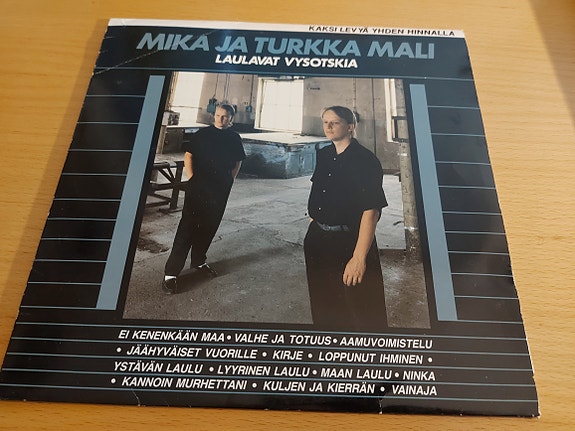 KAKSI LEVYÄ YHDEN HINNALLA
MIKA JA TURKKA MALI
LAULAVAT VYSOTSKIA
EI KENENKÄÄN MAA • VALHE JA TOTUUS • AAMUVOIMISTELU
• JÄÄHYVÄISET VUORILLE • KIRJE • LOPPUNUT IHMINEN •
YSTÄVÄN LAULU • LYYRINEN LAULU • MAAN LAULU • NINKA
• KANNOIN MURHETTANI • KULJEN JA KIERRÄN • VAINAJA